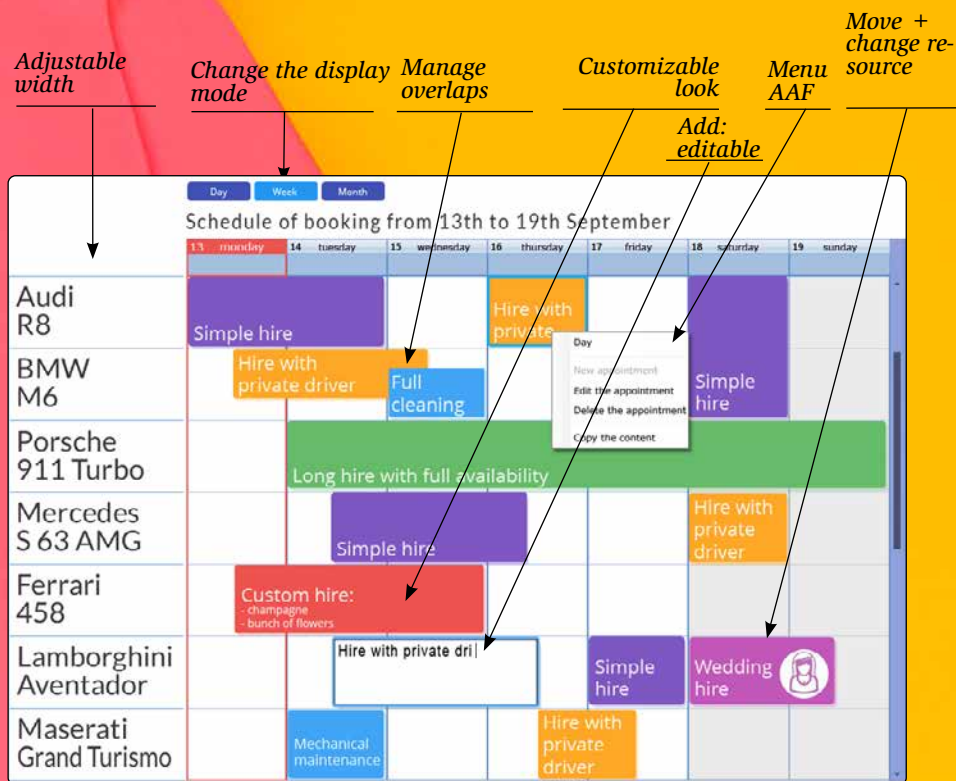 Adjustable
width
Change the display
mode
Manage
overlaps
Customizable
look
Menu
AAF
Move +
change re-
source
Add:
editable
Day Week Month
Schedule of booking from 13th to 19th September
13 monday 14 tuesday 15 wednesday 16 thursday 17 friday 18 saturday 19 sunday
Audi
R8
Simple hire
Hire with
private
Day
New appointment
Edit the appointment
Delete the appointment
Copy the content
BMW
M6
Hire with
private driver
Full
cleaning
Simple
hire
Porsche
911 Turbo
Long hire with full availability
Mercedes
S 63 AMG
Simple hire
Hire with
private
driver
Ferrari
458
Custom hire:
- champagne
- bunch of flowers
Lamborghini
Aventador
Hire with private dri
Simple
hire
Wedding
hire
Maserati
Grand Turismo
Mechanical
maintenance
Hire with
private
driver